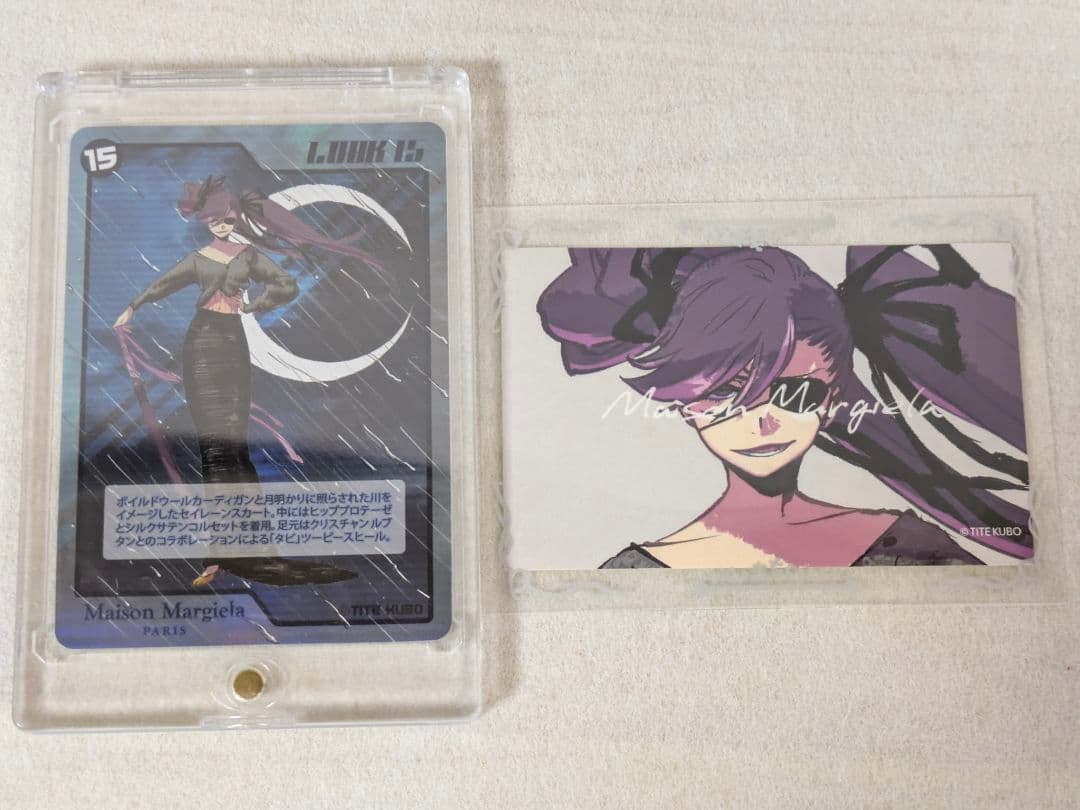 15
LOOK 15
ボイルドウールカーディガンと月明かりに照らされた川を
イメージしたセイレーンスカート。中にはヒッププロテーゼ
とシルクサテンコルセットを着用。足元はクリスチャン ルブ
タンとのコラボレーションによる「タビ」ツーピースヒール。
Maison Margiela
PARIS
©TITE KUBO
Maison Margiela
©TITE KUBO